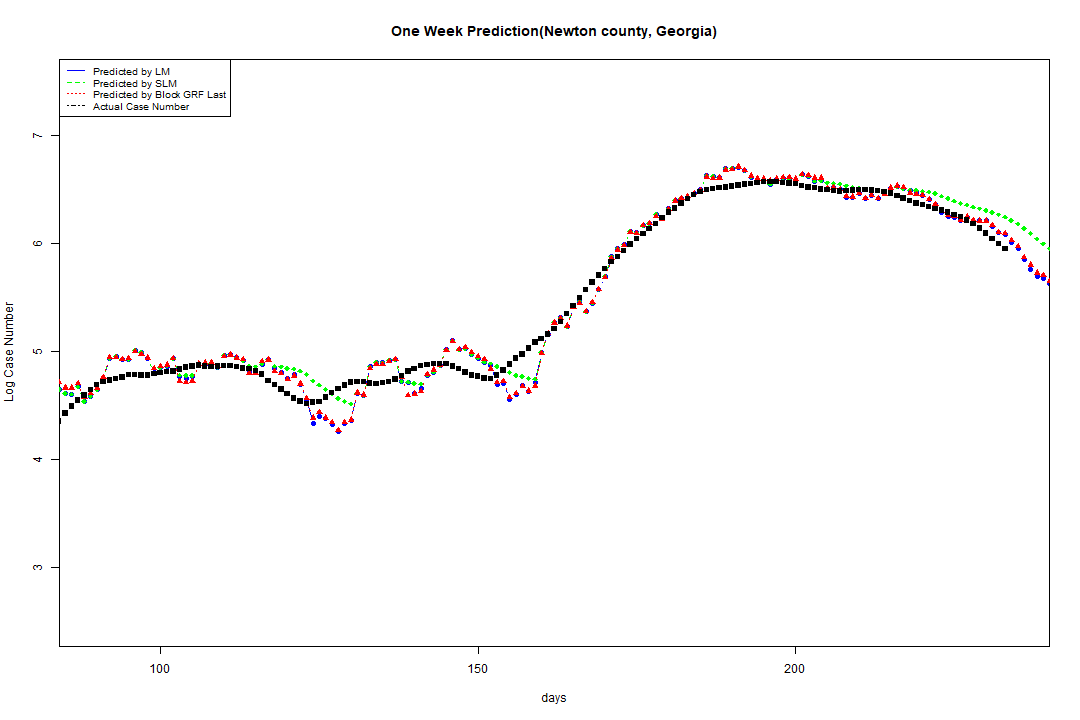 One Week Prediction(Newton county, Georgia)
Predicted by LM
Predicted by SLM
Predicted by Block GRF Last
Actual Case Number
7
6
5
4
3
Log Case Number
100 150 200
days